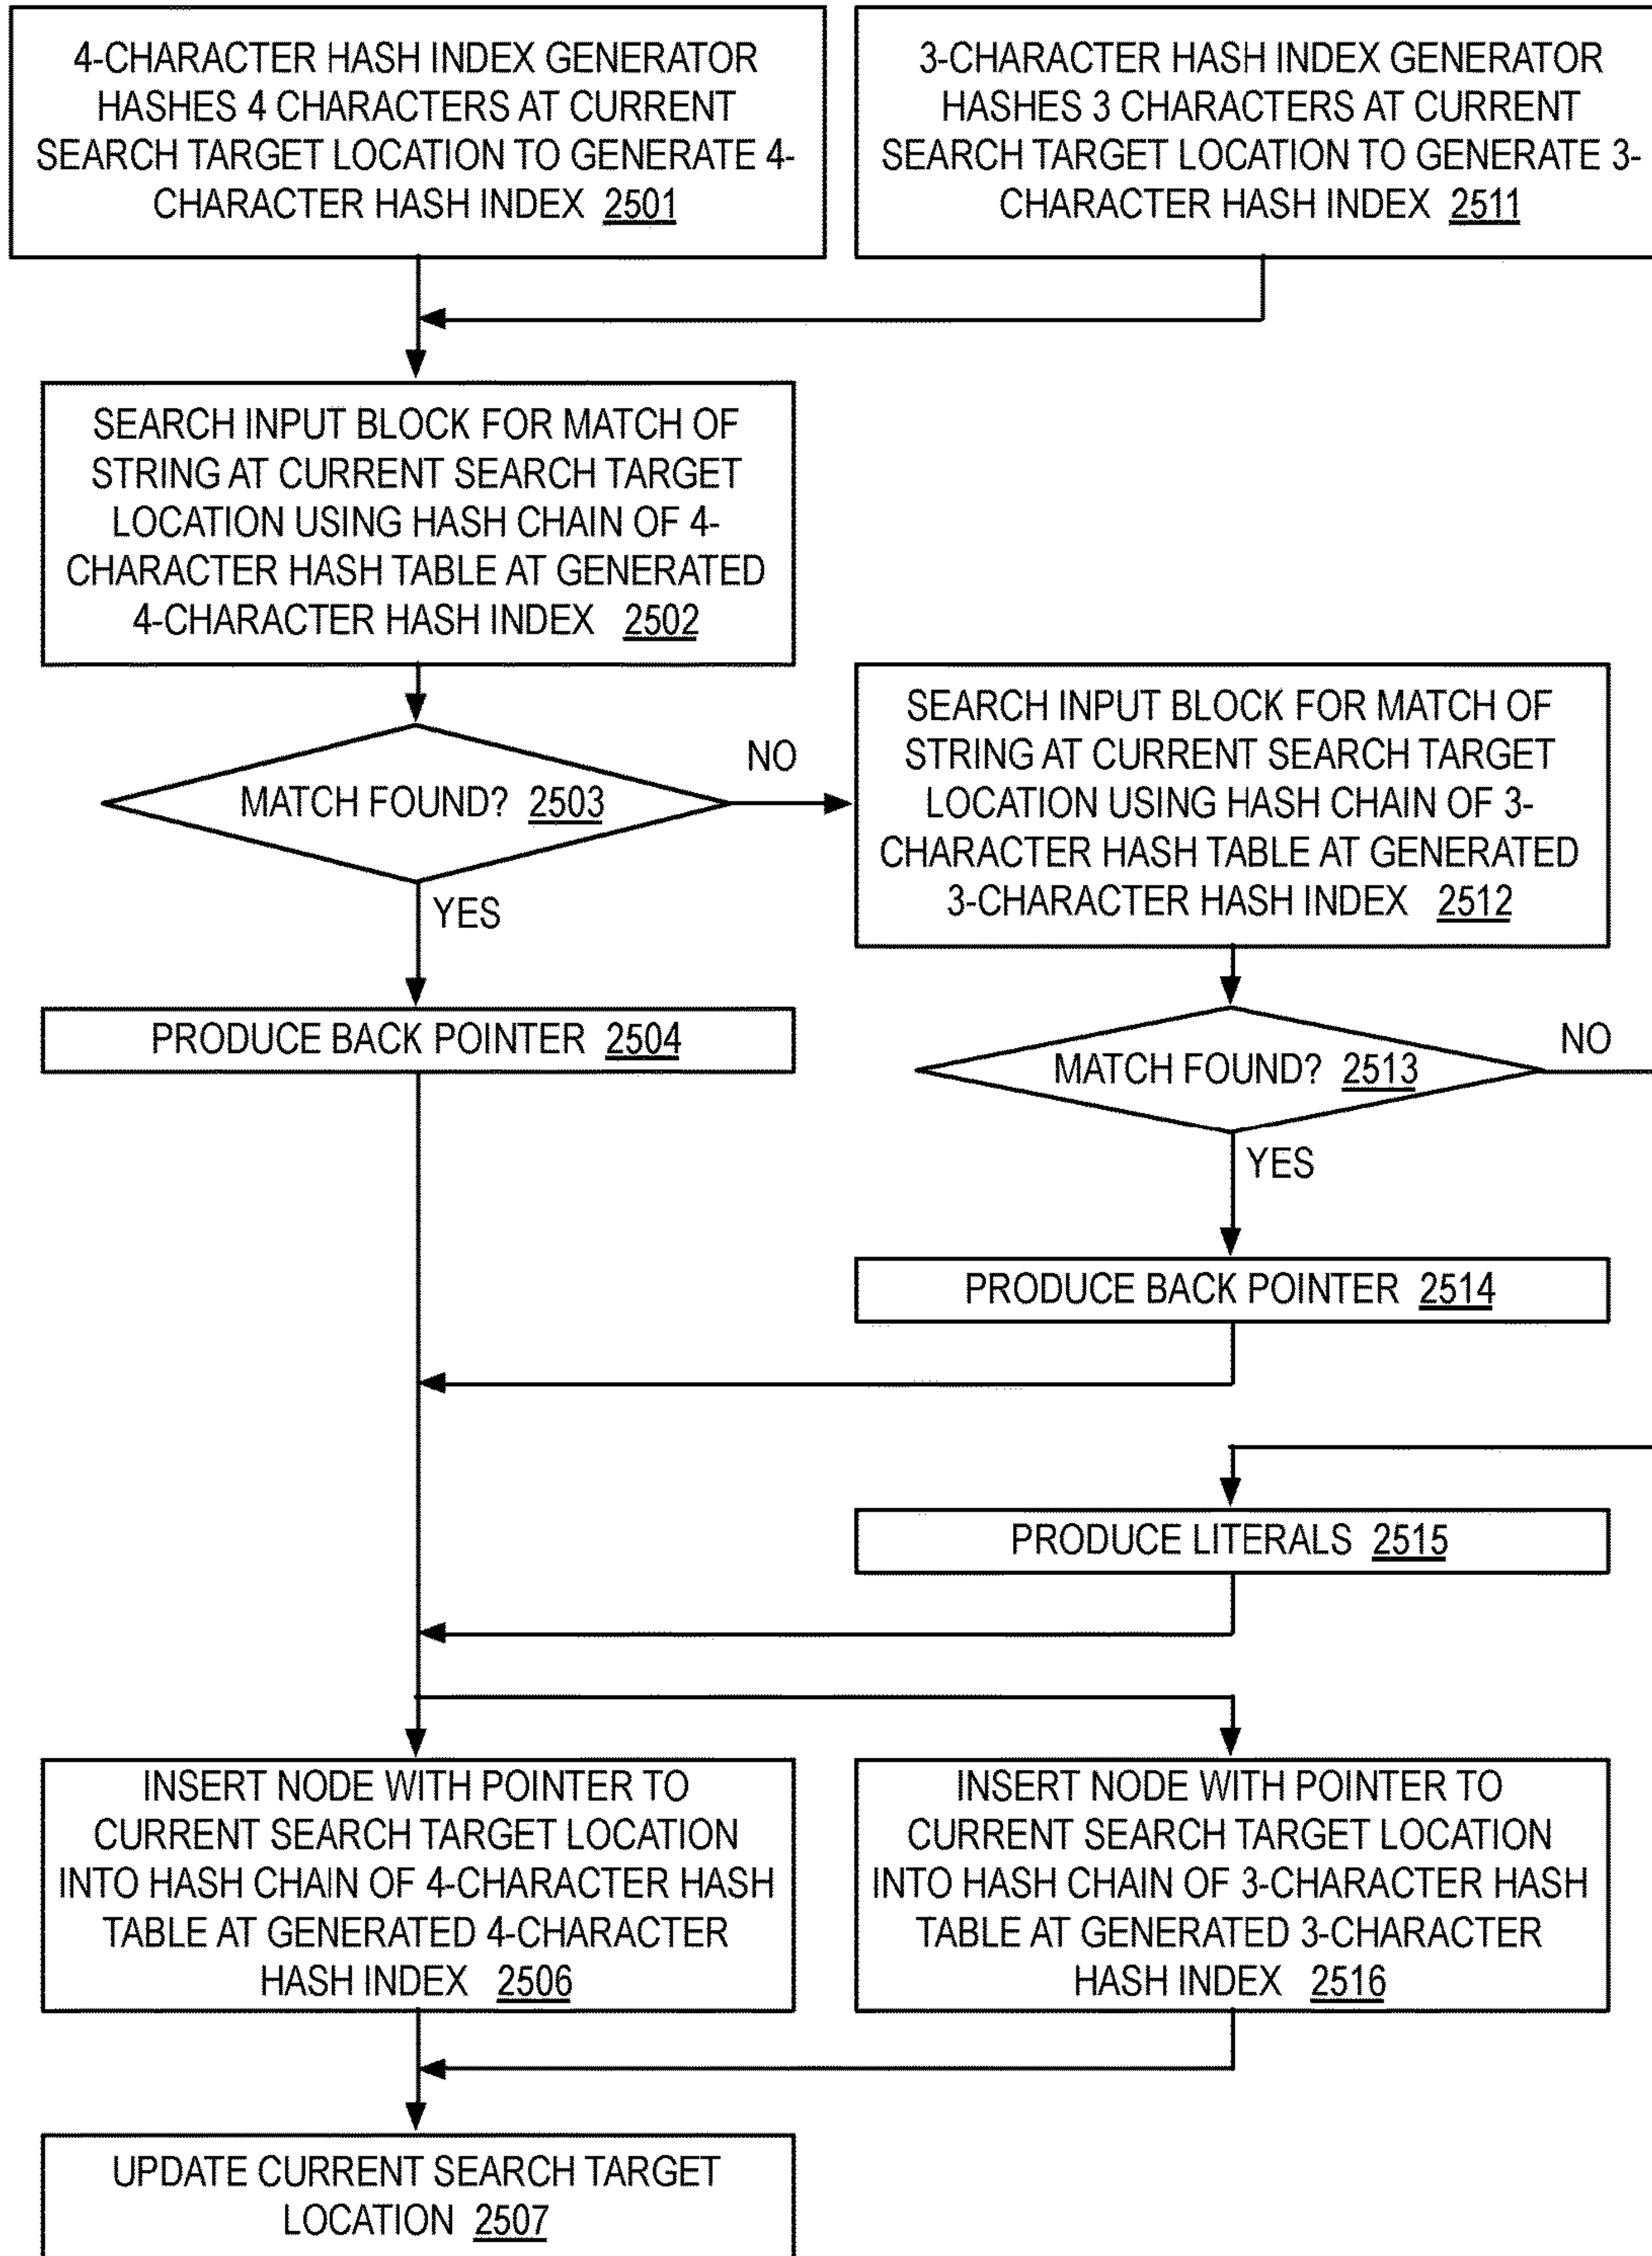 4-CHARACTER HASH INDEX GENERATOR
HASHES 4 CHARACTERS AT CURRENT
SEARCH TARGET LOCATION TO GENERATE 4-
CHARACTER HASH INDEX 2501
3-CHARACTER HASH INDEX GENERATOR
HASHES 3 CHARACTERS AT CURRENT
SEARCH TARGET LOCATION TO GENERATE 3-
CHARACTER HASH INDEX 2511
SEARCH INPUT BLOCK FOR MATCH OF
STRING AT CURRENT SEARCH TARGET
LOCATION USING HASH CHAIN OF 4-
CHARACTER HASH TABLE AT GENERATED
4-CHARACTER HASH INDEX 2502
MATCH FOUND? 2503
NO
YES
SEARCH INPUT BLOCK FOR MATCH OF
STRING AT CURRENT SEARCH TARGET
LOCATION USING HASH CHAIN OF 3-
CHARACTER HASH TABLE AT GENERATED
3-CHARACTER HASH INDEX 2512
PRODUCE BACK POINTER 2504
MATCH FOUND? 2513
NO
YES
PRODUCE BACK POINTER 2514
PRODUCE LITERALS 2515
INSERT NODE WITH POINTER TO
CURRENT SEARCH TARGET LOCATION
INTO HASH CHAIN OF 4-CHARACTER HASH
TABLE AT GENERATED 4-CHARACTER
HASH INDEX 2506
INSERT NODE WITH POINTER TO
CURRENT SEARCH TARGET LOCATION
INTO HASH CHAIN OF 3-CHARACTER HASH
TABLE AT GENERATED 3-CHARACTER
HASH INDEX 2516
UPDATE CURRENT SEARCH TARGET
LOCATION 2507